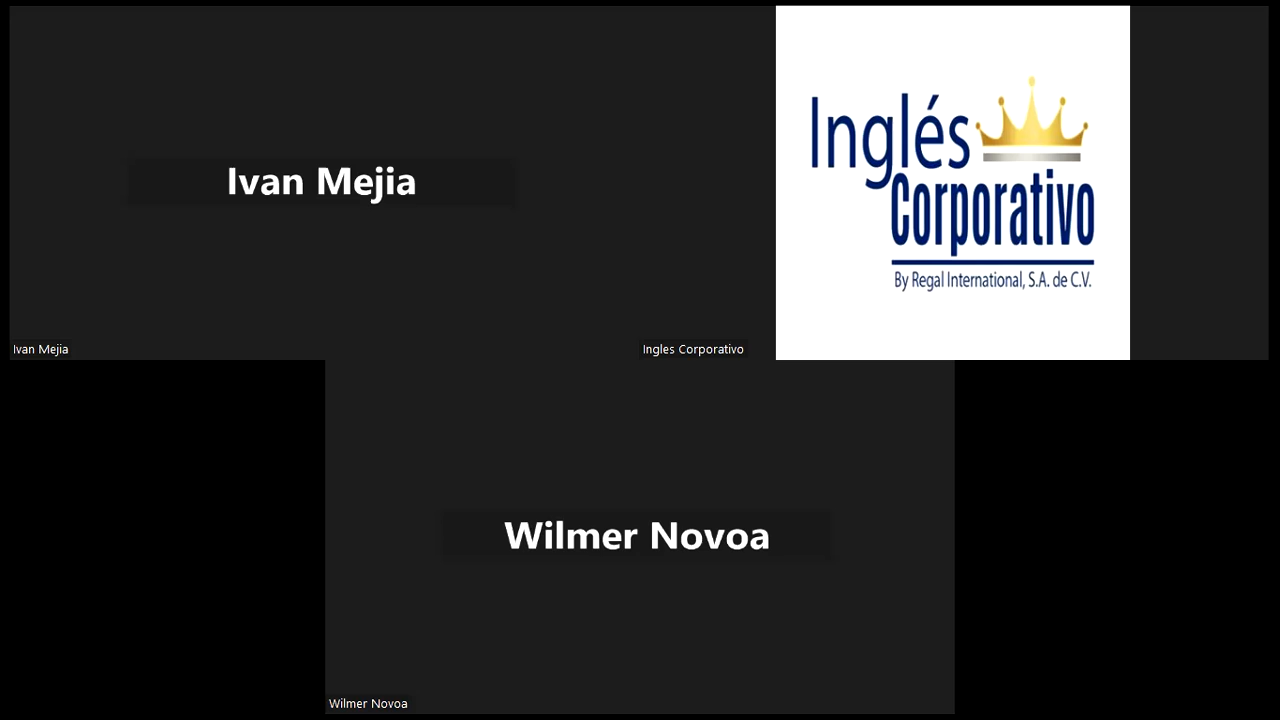 Ivan Mejia
Ivan Mejia
Inglés
Corporativo
By Regal International, S.A. de C.V.
Ingles Corporativo
Wilmer Novoa
Wilmer Novoa